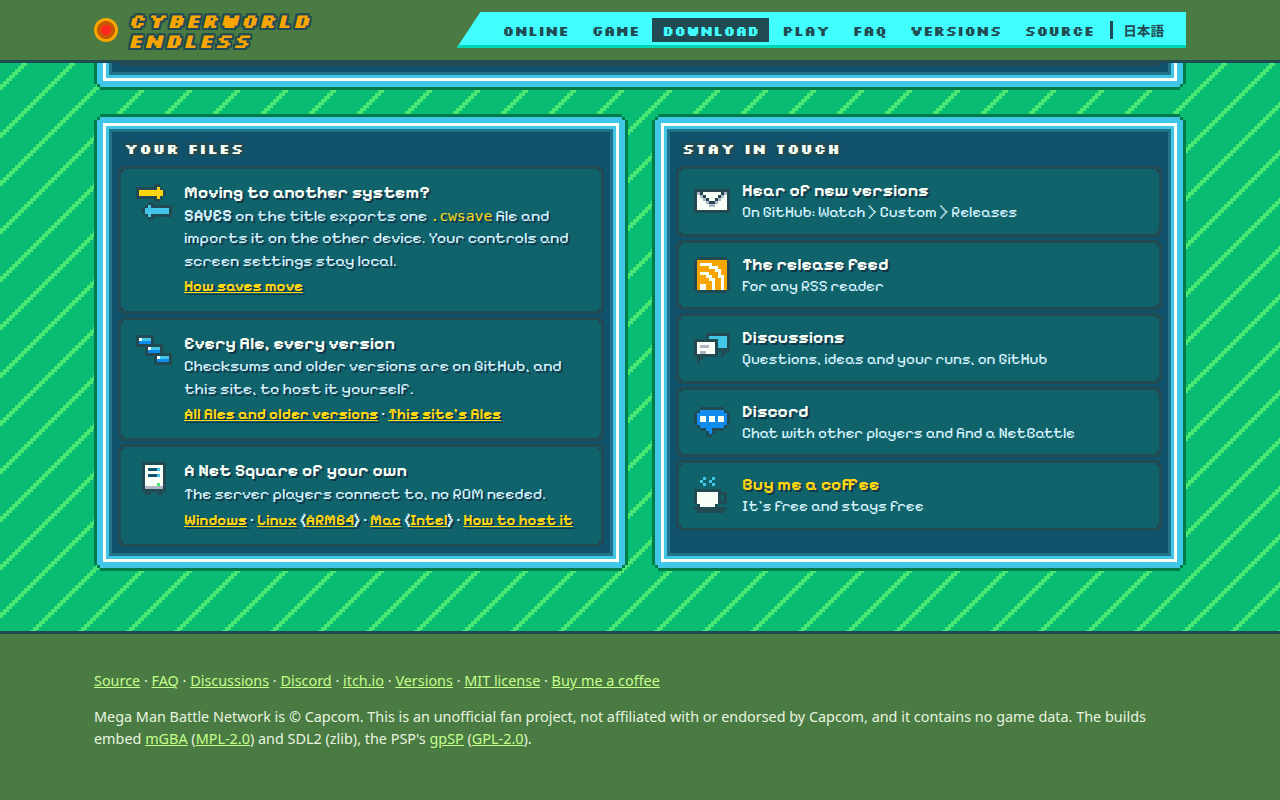 CYBERWORLD
ENDLESS
ONLINE GAME DOWNLOAD PLAY FAQ VERSIONS SOURCE 日本語
YOUR FILES
Moving to another system?
SAVES on the title exports one .cwsave file and
imports it on the other device. Your controls and
screen settings stay local.
How saves move
Every file, every version
Checksums and older versions are on GitHub, and
this site, to host it yourself.
All files and older versions · This site's files
A Net Square of your own
The server players connect to, no ROM needed.
Windows · Linux (ARM64) · Mac (Intel) · How to host it
STAY IN TOUCH
Hear of new versions
On GitHub: Watch > Custom > Releases
The release feed
For any RSS reader
Discussions
Questions, ideas and your runs, on GitHub
Discord
Chat with other players and find a NetBattle
Buy me a coffee
It's free and stays free
Source · FAQ · Discussions · Discord · itch.io · Versions · MIT license · Buy me a coffee
Mega Man Battle Network is © Capcom. This is an unofficial fan project, not affiliated with or endorsed by Capcom, and it contains no game data. The builds
embed mGBA (MPL-2.0) and SDL2 (zlib), the PSP's gpSP (GPL-2.0).